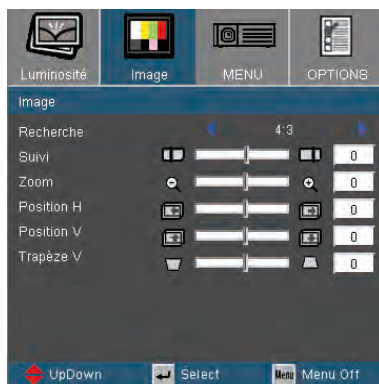 Luminosité Image MENU OPTIONS
Image
Recherche 4:3
Suivi 0
Zoom 0
Position H 0
Position V 0
Trapèze V 0
UpDown Select Menu Menu Off